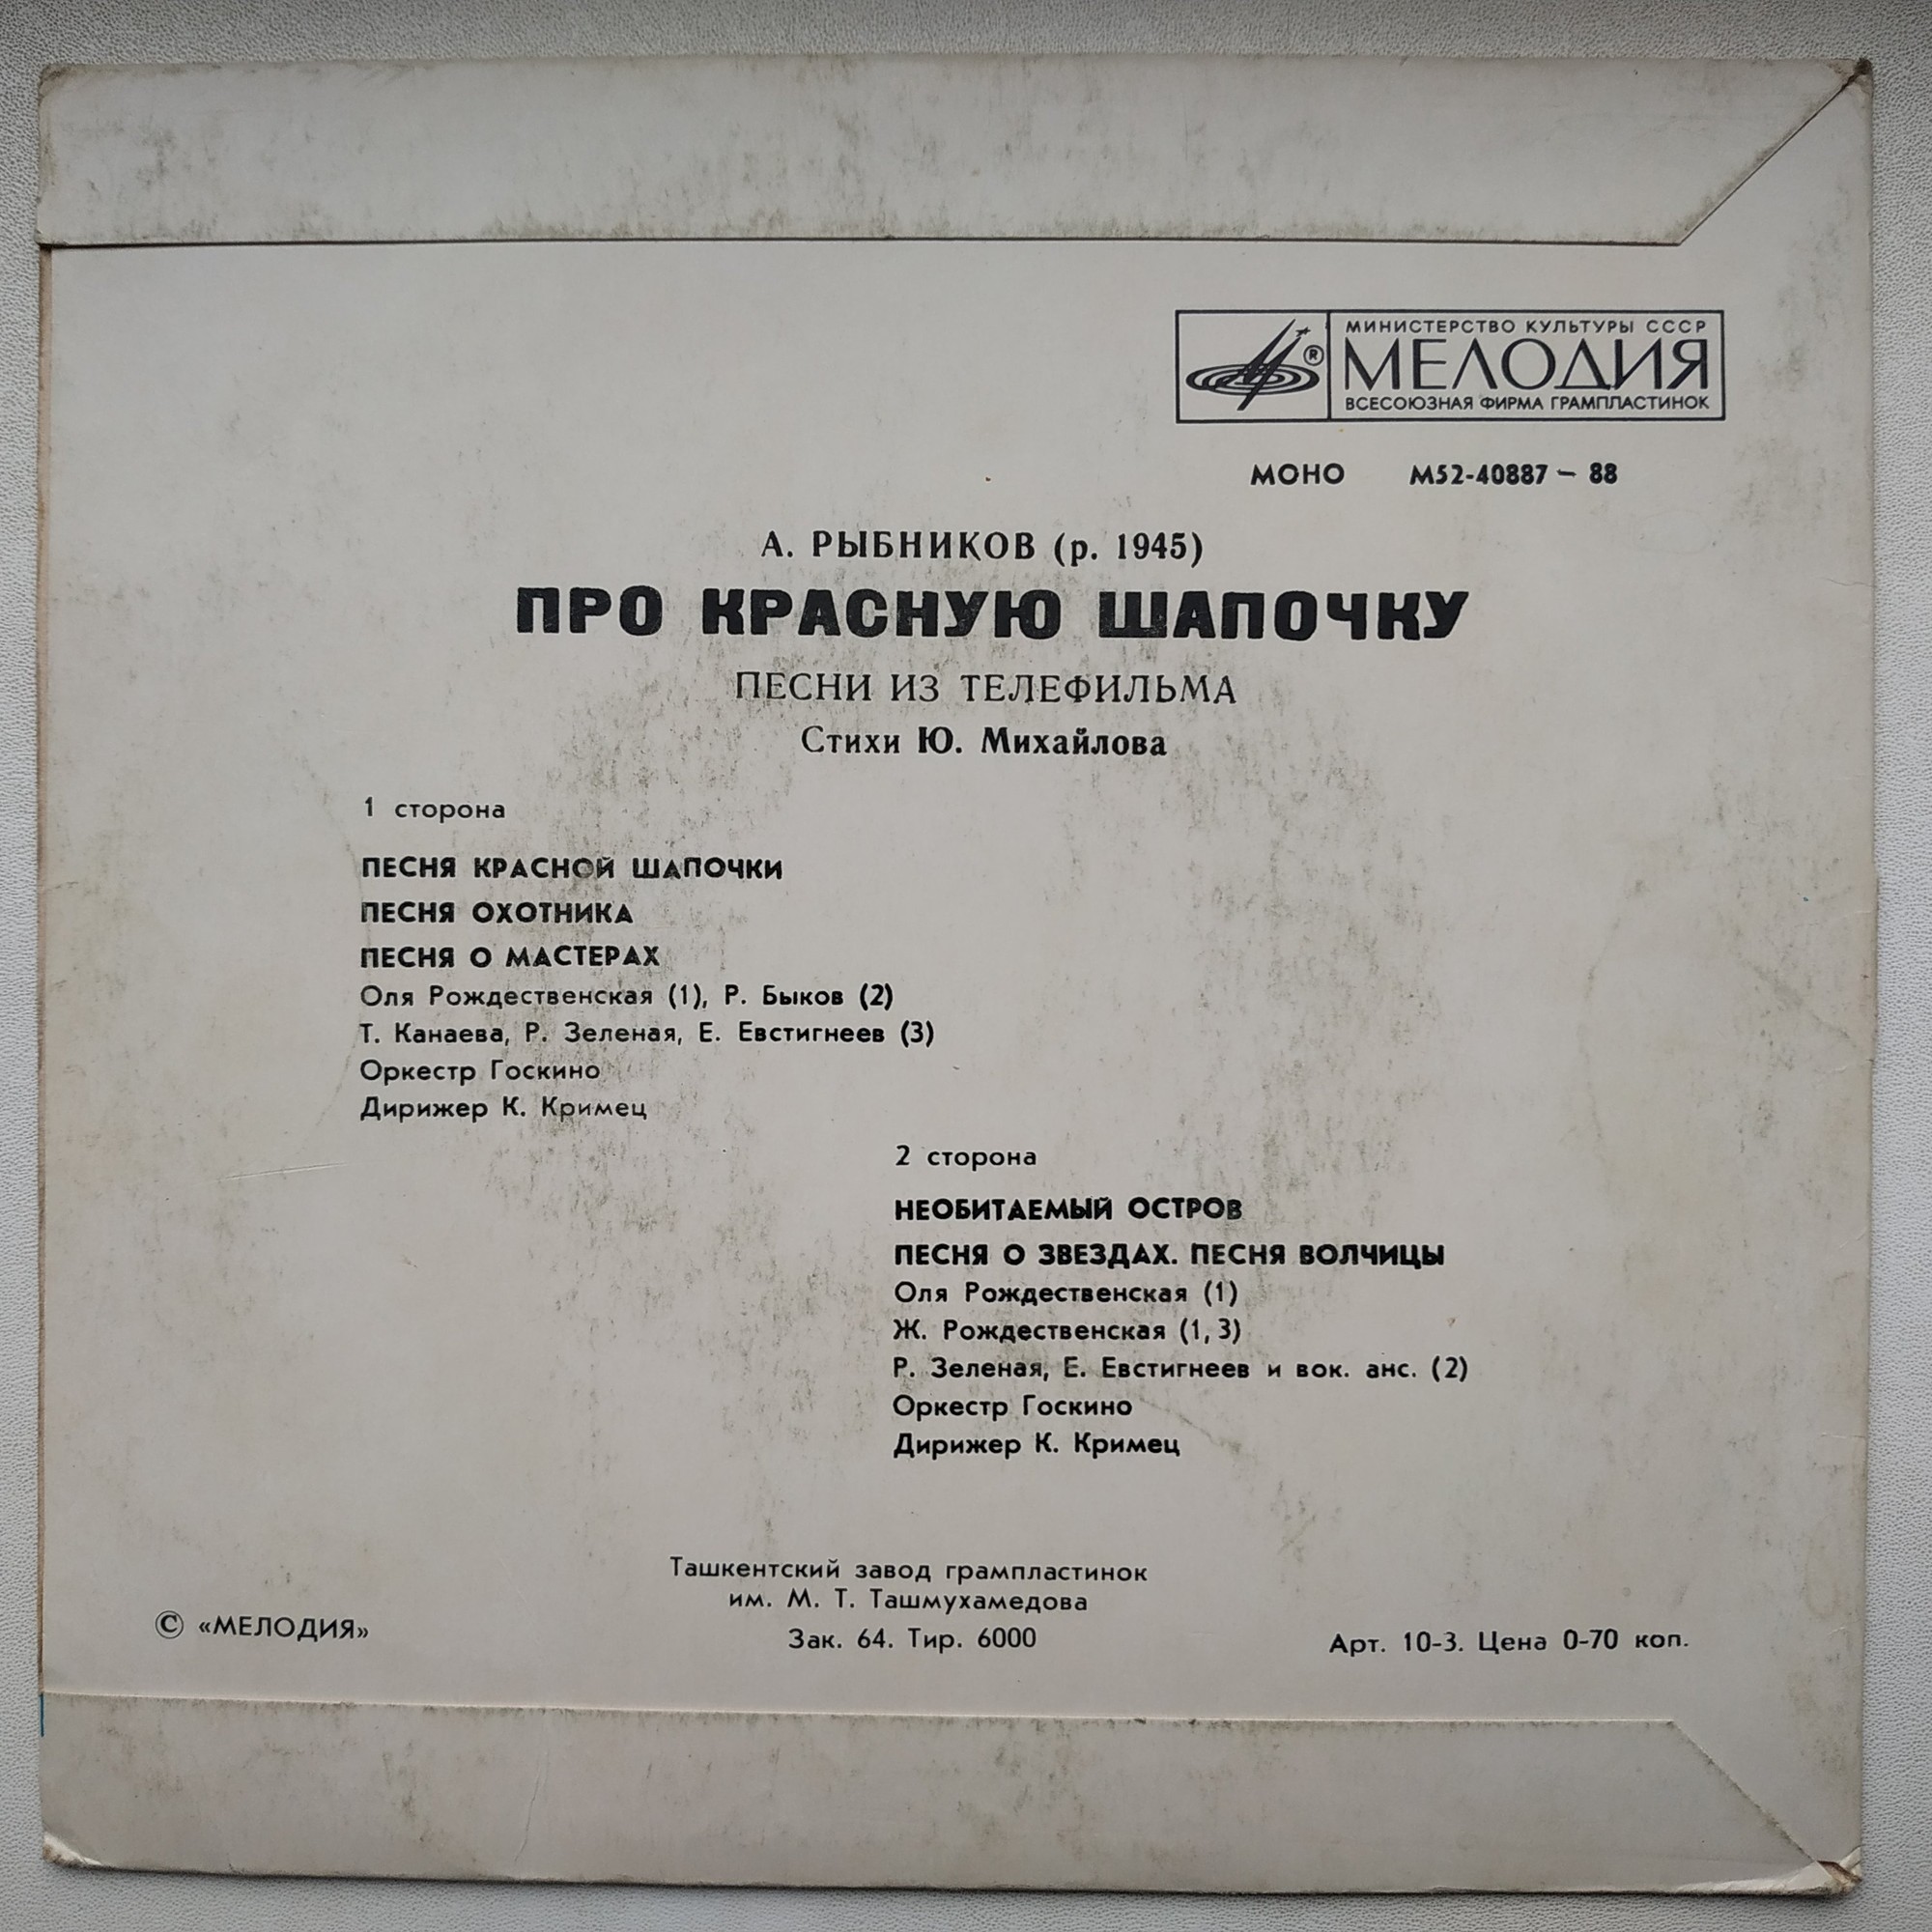 МИНИСТЕРСТВО КУЛЬТУРЫ СССР
® МЕЛОДИЯ
ВСЕСОЮЗНАЯ ФИРМА ГРАМПЛАСТИНОК
МОНО М52-40887 — 88
А. РЫБНИКОВ (р. 1945)
ПРО КРАСНУЮ ШАПОЧКУ
ПЕСНИ ИЗ ТЕЛЕФИЛЬМА
Стихи Ю. Михайлова
1 сторона
ПЕСНЯ КРАСНОЙ ШАПОЧКИ
ПЕСНЯ ОХОТНИКА
ПЕСНЯ О МАСТЕРАХ
Оля Рождественская (1), Р. Быков (2)
Т. Канаева, Р. Зеленая, Е. Евстигнеев (3)
Оркестр Госкино
Дирижер К. Кримец
2 сторона
НЕОБИТАЕМЫЙ ОСТРОВ
ПЕСНЯ О ЗВЕЗДАХ. ПЕСНЯ ВОЛЧИЦЫ
Оля Рождественская (1)
Ж. Рождественская (1, 3)
Р. Зеленая, Е. Евстигнеев и вок. анс. (2)
Оркестр Госкино
Дирижер К. Кримец
Ташкентский завод грампластинок
им. М. Т. Ташмухамедова
Зак. 64. Тир. 6000
© «МЕЛОДИЯ»
Арт. 10-3. Цена 0-70 коп.